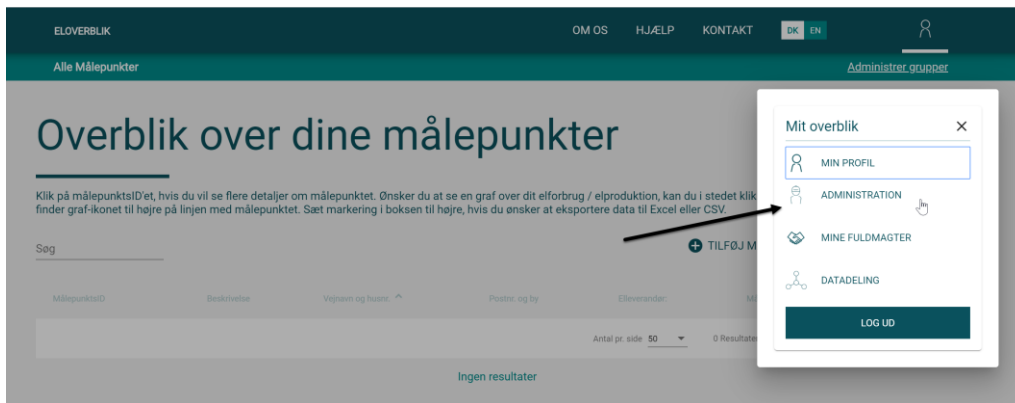 ELOVERBLIK
OM OS
HJÆLP
KONTAKT
DK EN
Alle Målepunkter
Administrer grupper
Overblik over dine målepunkter
Klik på målepunktsID'et, hvis du vil se flere detaljer om målepunktet. Ønsker du at se en graf over dit elforbrug / elproduktion, kan du i stedet klik
finder graf-ikonet til højre på linjen med målepunktet. Sæt markering i boksen til højre, hvis du ønsker at eksportere data til Excel eller CSV.
Søg
TILFØJ M
MålepunktsID
Beskrivelse
Vejnavn og husnr.
Postnr. og by
Elleverandør.
Antal pr. side 50
0 Resultater
Ingen resultater
Mit overblik
MIN PROFIL
ADMINISTRATION
MINE FULDMAGTER
DATADELING
LOG UD